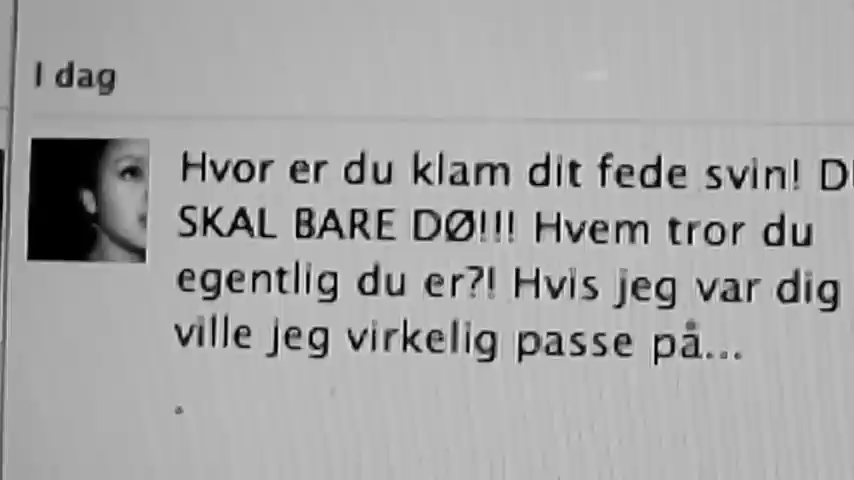 I dag
Hvor er du klam dit fede svin!
SKAL BARE DØ!!! Hvem tror du
egentlig du er?! Hvis jeg var dig
ville jeg virkelig passe på...